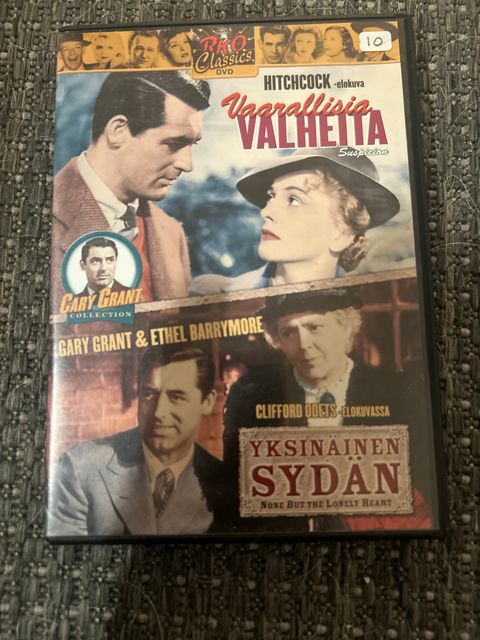 RKO
Classics
DVD
10
HITCHCOCK -elokuva
Vaarallisia
VALHEITA
Suspicion
CARY GRANT
COLLECTION
CARY GRANT & ETHEL BARRYMORE
CLIFFORD ODETS -ELOKUVASSA
YKSINÄINEN
SYDÄN
NONE BUT THE LONELY HEART